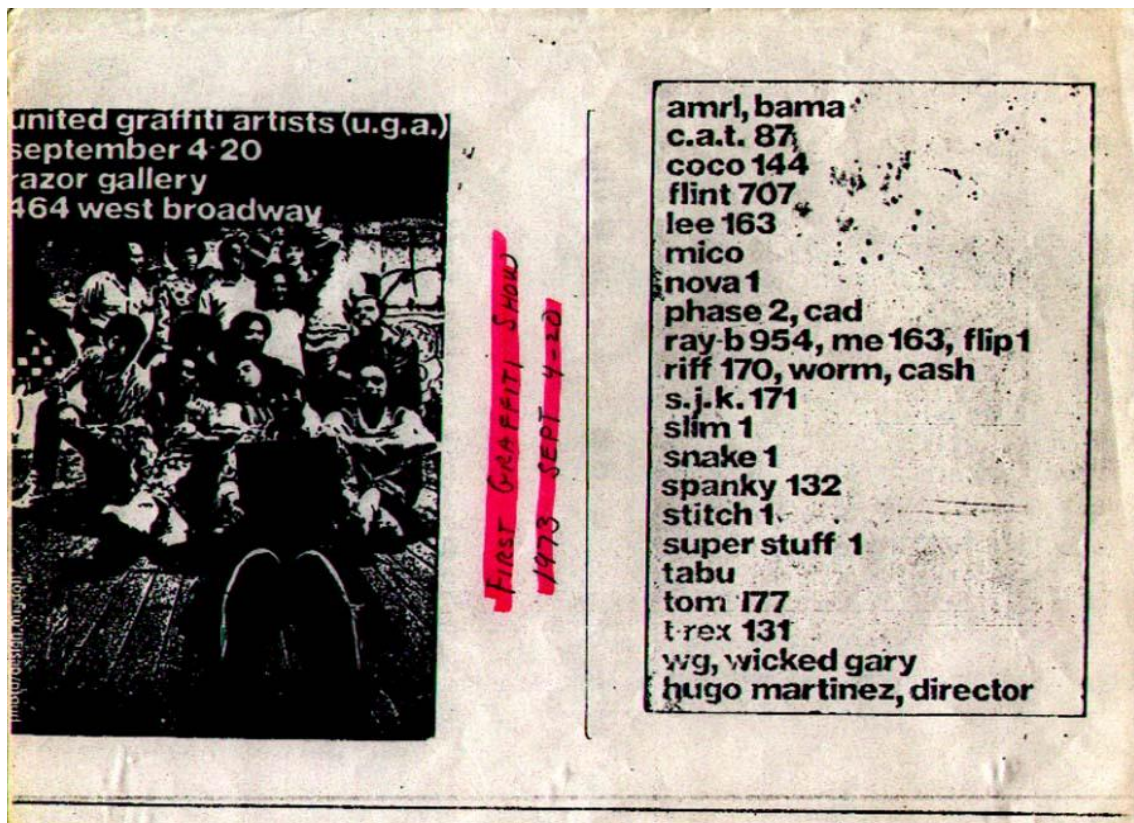 united graffiti artists (u.g.a.)
september 4-20
razor gallery
464 west broadway
FIRST GRAFFITI SHOW
1973 SEPT 4-20
amrl, bama
c.a.t. 87
coco 144
flint 707
lee 163
mico
nova 1
phase 2, cad
ray-b 954, me 163, flip 1
riff 170, worm, cash
s.j.k. 171
slim 1
snake 1
spanky 132
stitch 1
super stuff 1
tabu
tom 177
t-rex 131
wg, wicked gary
hugo martinez, director
photo/design